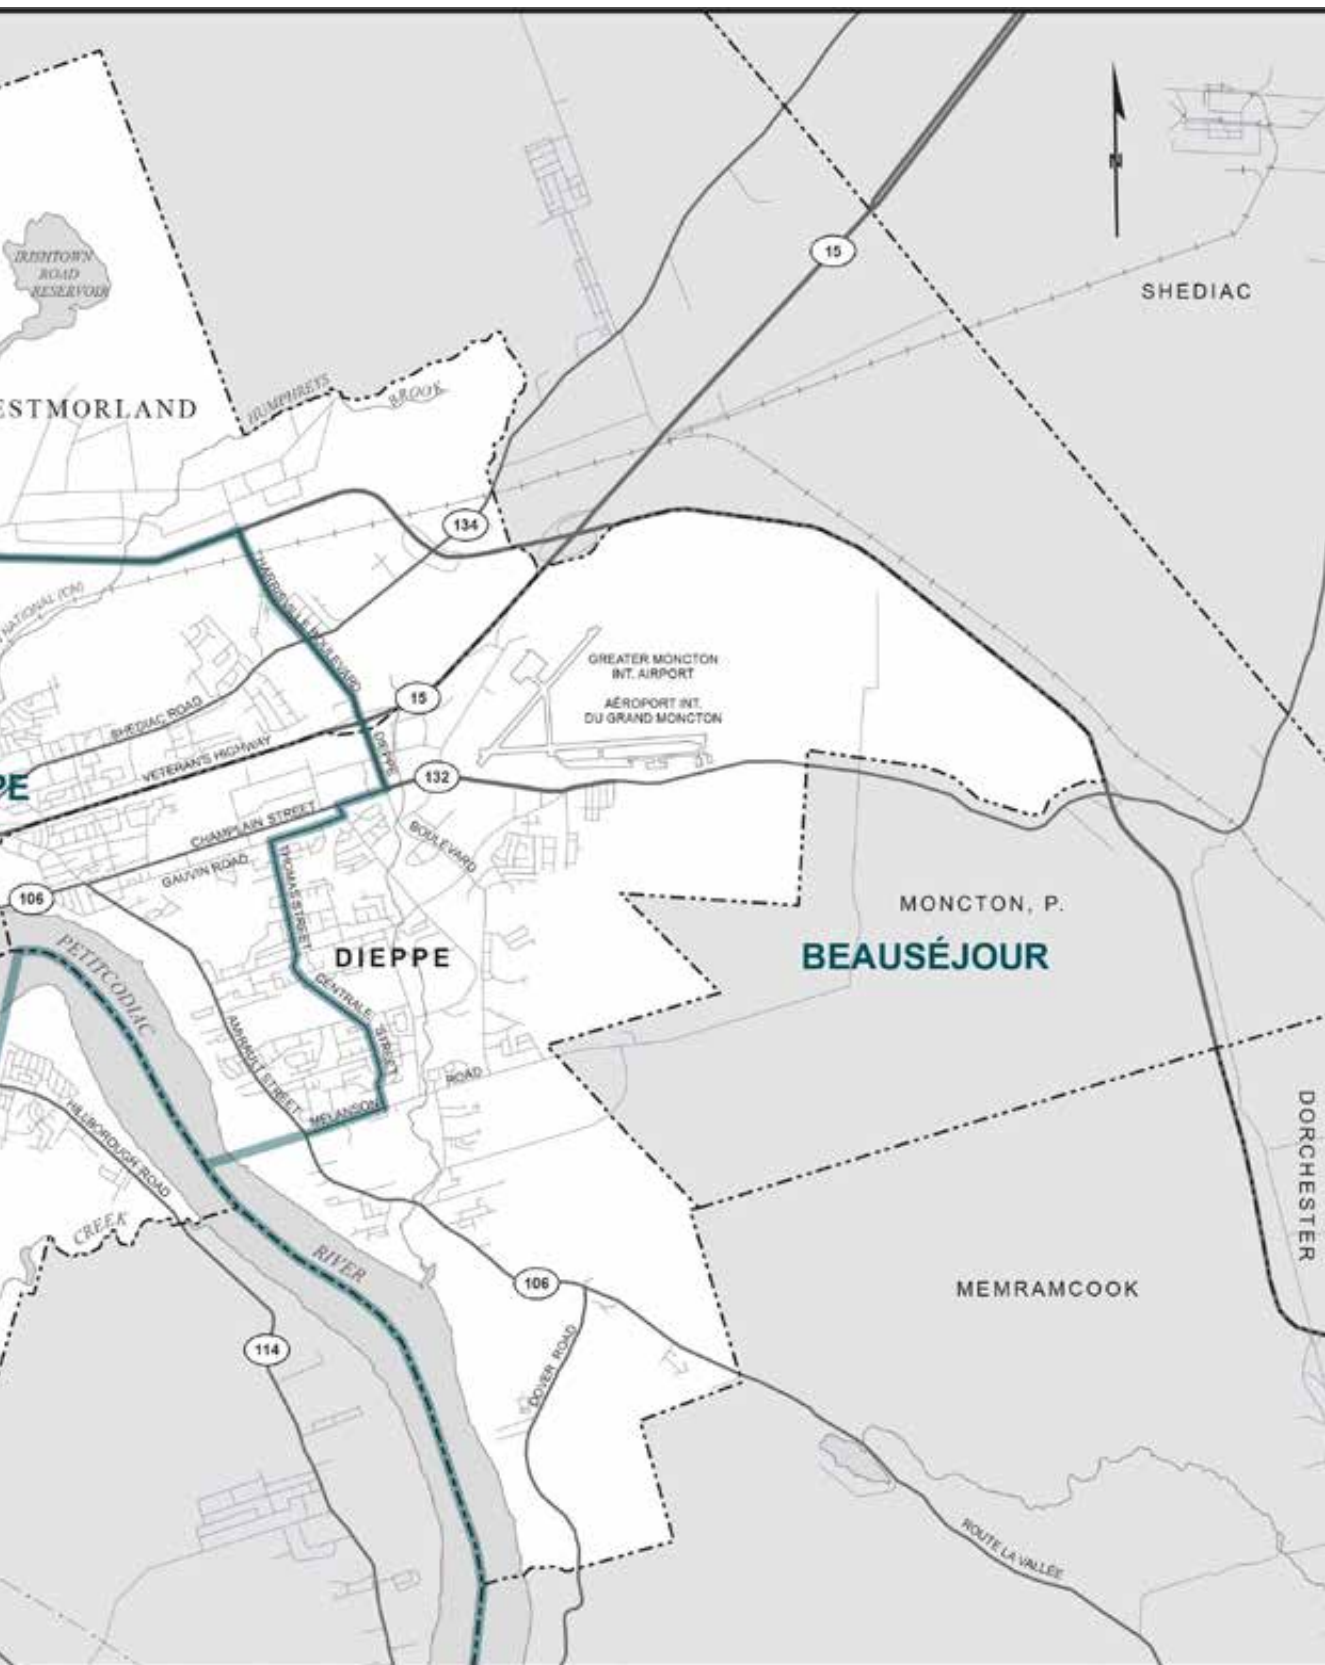 N
15
SHEDIAC
IRISHTOWN
ROAD
RESERVOIR
ESTMORLAND
HUMPHREYS
BROOK
134
HARRISVILLE BOULEVARD
NATIONAL (CN)
GREATER MONCTON
INT. AIRPORT
AÉROPORT INT.
DU GRAND MONCTON
15
SHEDIAC ROAD
VETERAN'S HIGHWAY
DIEPPE
132
PE
CHAMPLAIN STREET
BOULEVARD
GAUVIN ROAD
THOMAS STREET
106
MONCTON, P.
BEAUSÉJOUR
DIEPPE
PETITCODIAC
CENTRALE STREET
AMIRAULT STREET
ROAD
MELANSON
HILLBOROUGH ROAD
DORCHESTER
CREEK
RIVER
106
MEMRAMCOOK
114
DOVER ROAD
ROUTE LA VALLÉE